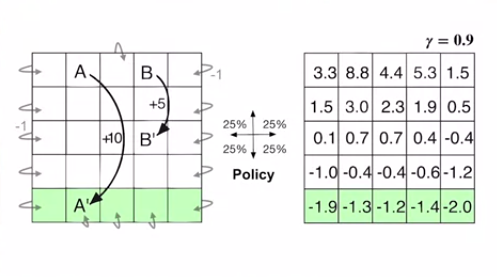 γ = 0.9
A B -1
+5
-1 +10 B'
A'
25% 25%
25% 25%
Policy
3.3 8.8 4.4 5.3 1.5
1.5 3.0 2.3 1.9 0.5
0.1 0.7 0.7 0.4 -0.4
-1.0 -0.4 -0.4 -0.6 -1.2
-1.9 -1.3 -1.2 -1.4 -2.0